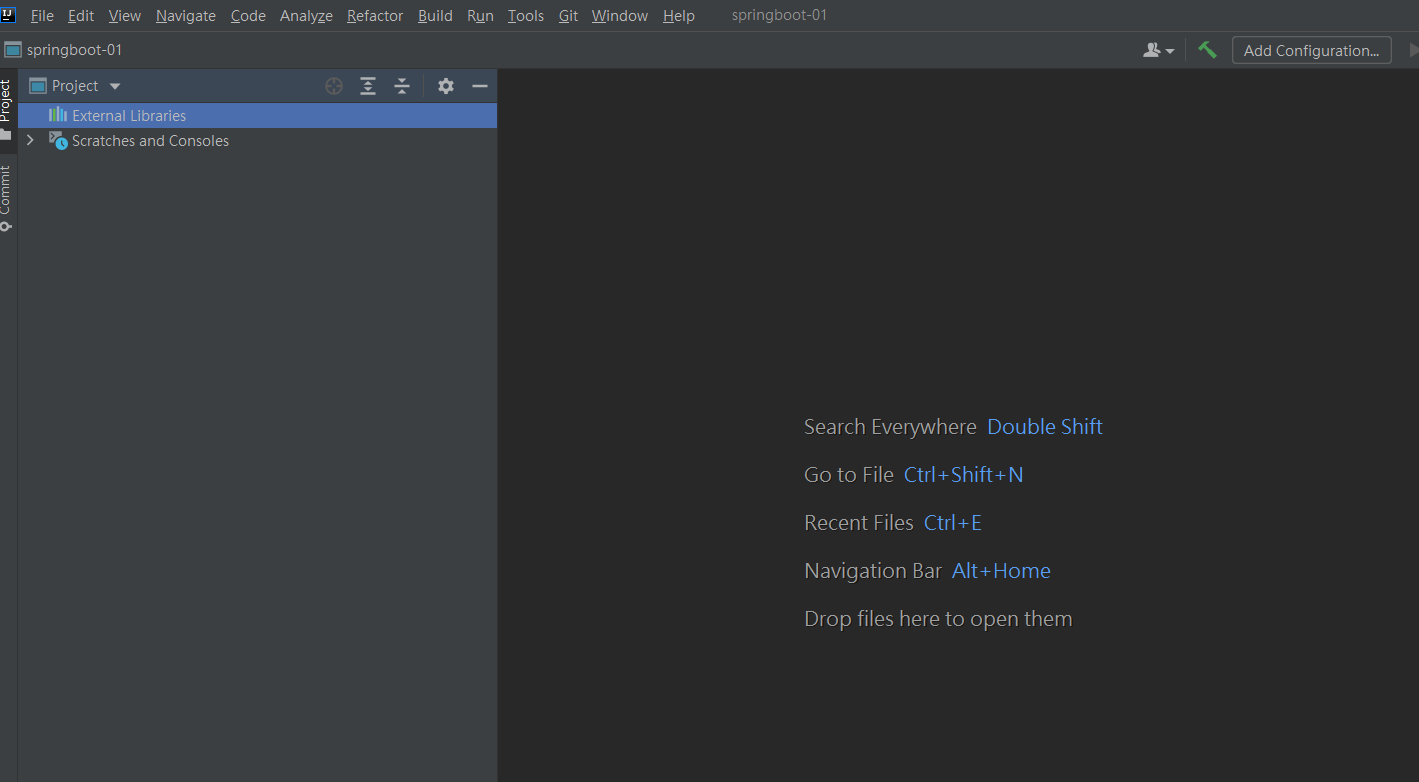 IJ File Edit View Navigate Code Analyze Refactor Build Run Tools Git Window Help springboot-01
springboot-01 Add Configuration...
Project
Project
External Libraries
Scratches and Consoles
Commit
Search Everywhere Double Shift
Go to File Ctrl+Shift+N
Recent Files Ctrl+E
Navigation Bar Alt+Home
Drop files here to open them